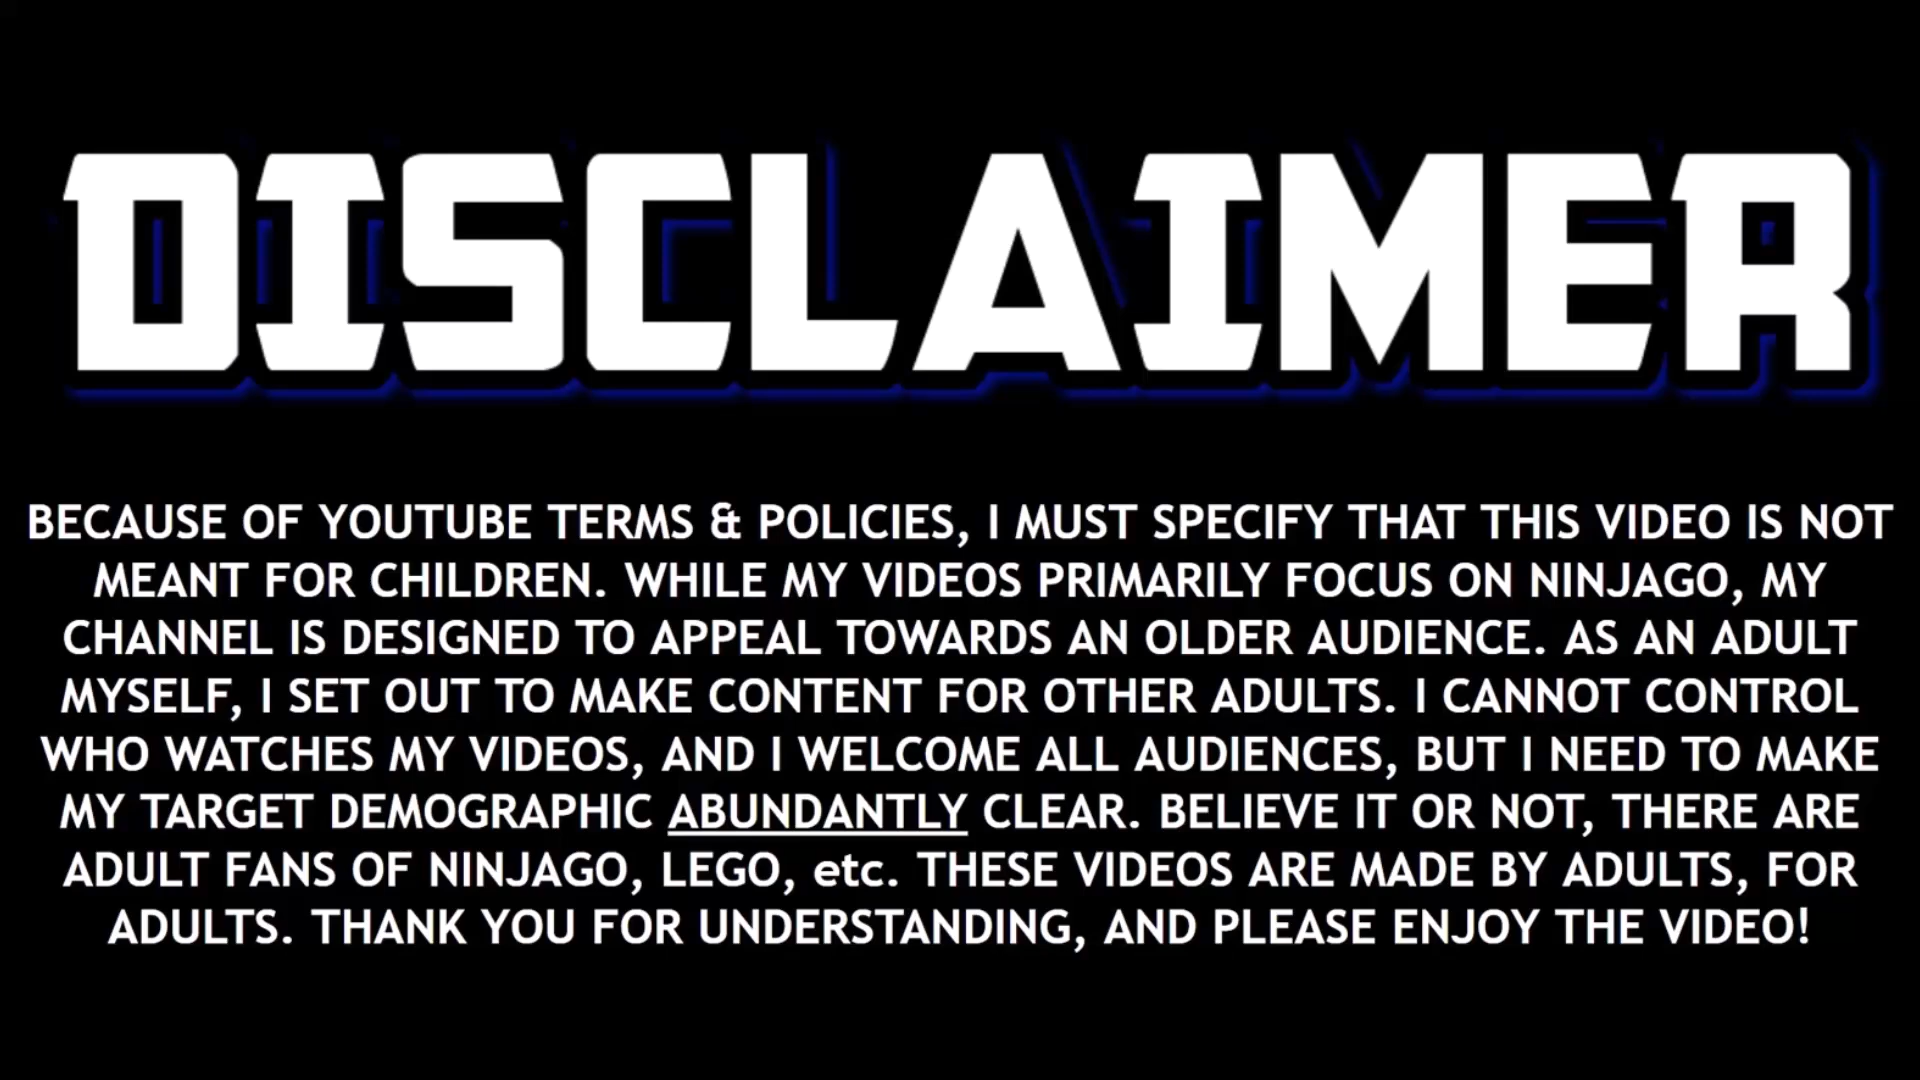 DISCLAIMER
BECAUSE OF YOUTUBE TERMS & POLICIES, I MUST SPECIFY THAT THIS VIDEO IS NOT
MEANT FOR CHILDREN. WHILE MY VIDEOS PRIMARILY FOCUS ON NINJAGO, MY
CHANNEL IS DESIGNED TO APPEAL TOWARDS AN OLDER AUDIENCE. AS AN ADULT
MYSELF, I SET OUT TO MAKE CONTENT FOR OTHER ADULTS. I CANNOT CONTROL
WHO WATCHES MY VIDEOS, AND I WELCOME ALL AUDIENCES, BUT I NEED TO MAKE
MY TARGET DEMOGRAPHIC ABUNDANTLY CLEAR. BELIEVE IT OR NOT, THERE ARE
ADULT FANS OF NINJAGO, LEGO, etc. THESE VIDEOS ARE MADE BY ADULTS, FOR
ADULTS. THANK YOU FOR UNDERSTANDING, AND PLEASE ENJOY THE VIDEO!